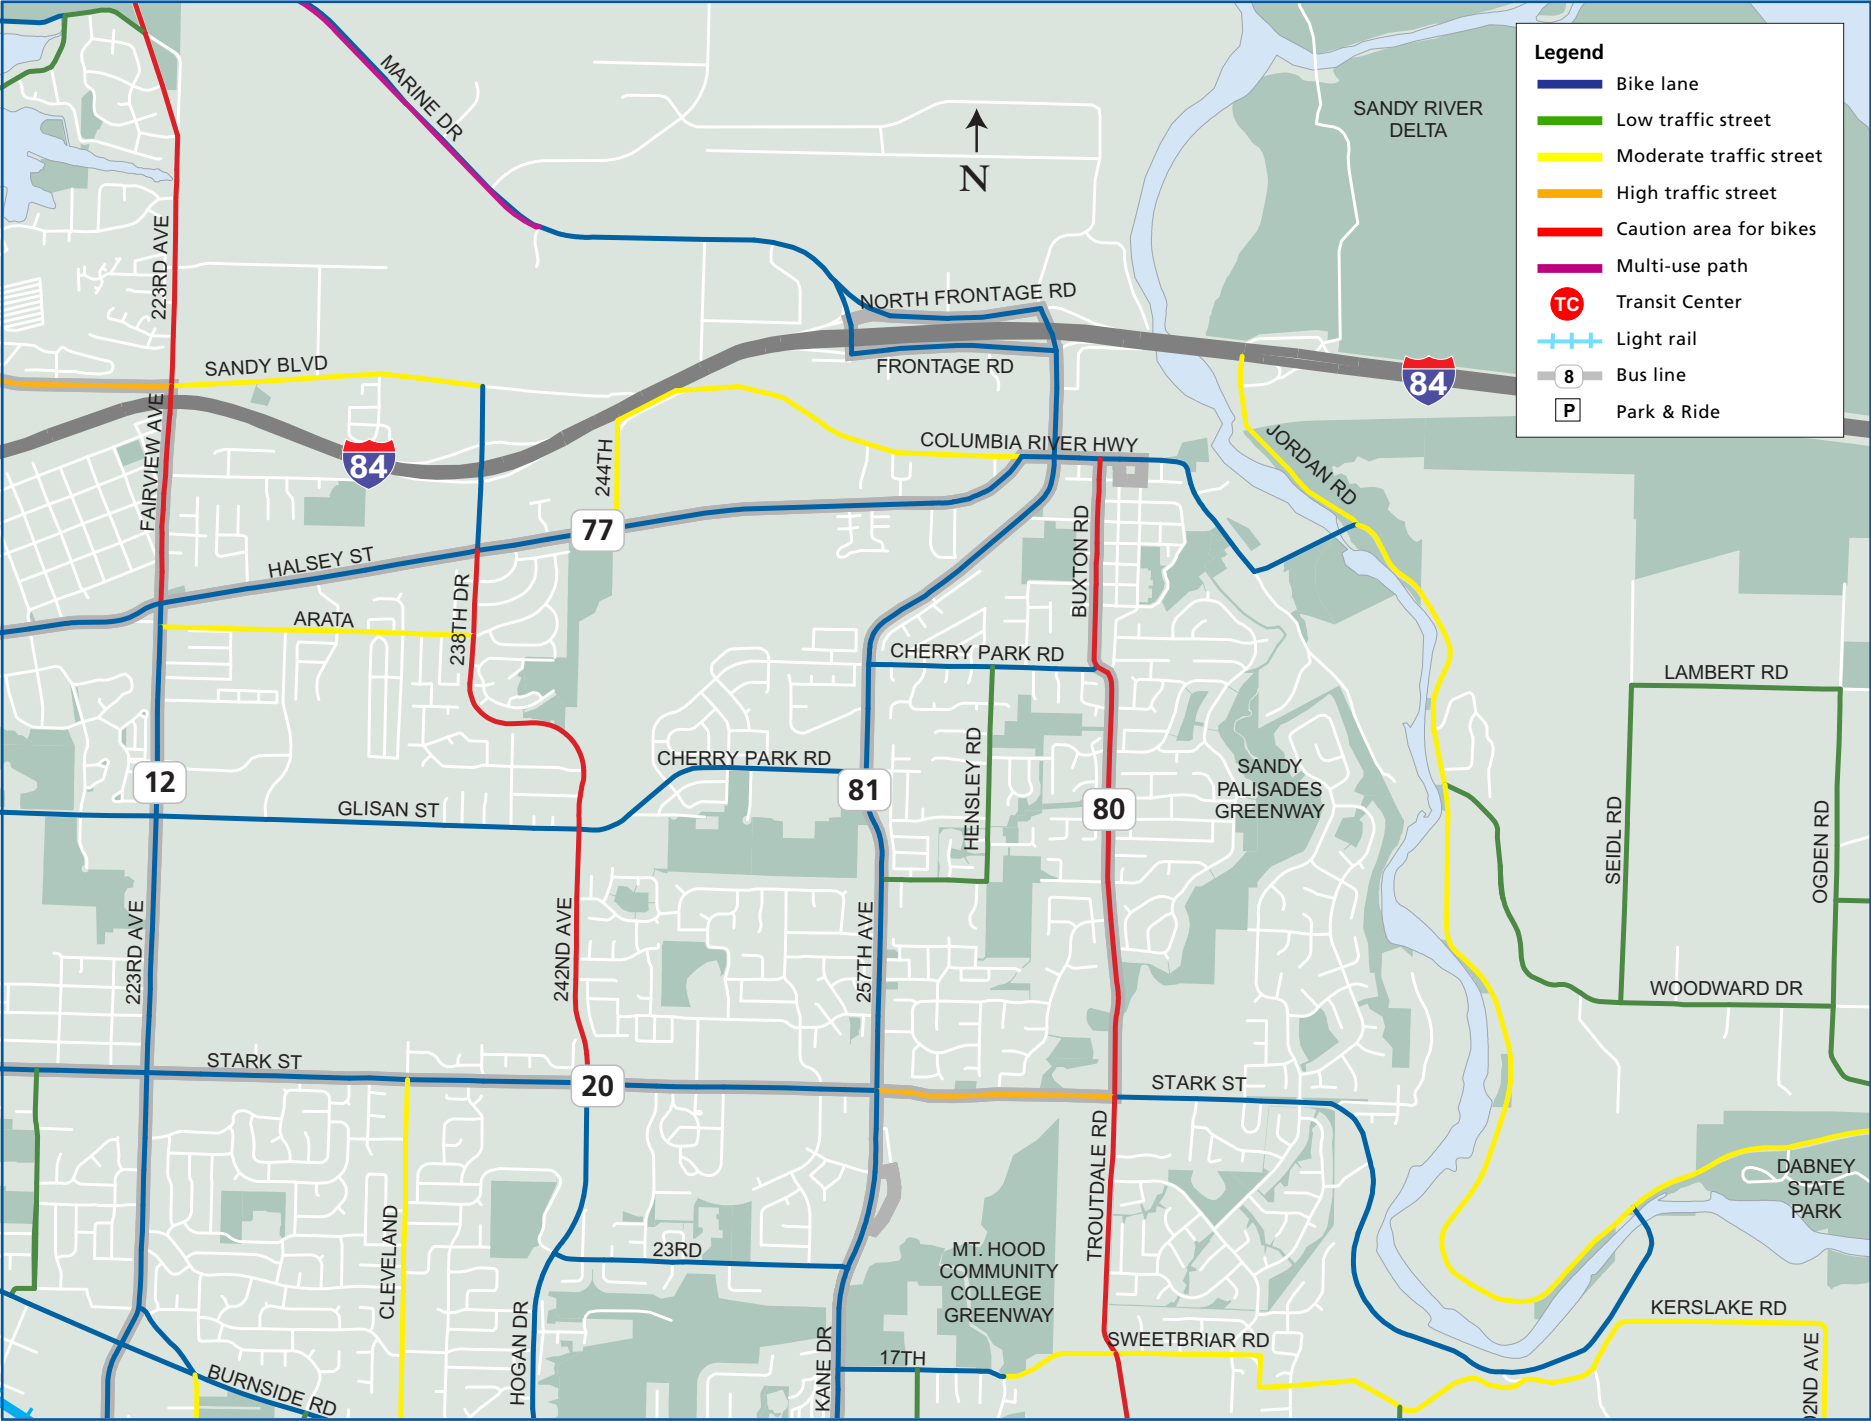 Legend
Bike lane
Low traffic street
Moderate traffic street
High traffic street
Caution area for bikes
Multi-use path
TC Transit Center
Light rail
8 Bus line
P Park & Ride
MARINE DR
SANDY RIVER
DELTA
N
223RD AVE
NORTH FRONTAGE RD
SANDY BLVD
FRONTAGE RD
84
84
FAIRVIEW AVE
244TH
COLUMBIA RIVER HWY
JORDAN RD
77
HALSEY ST
BUXTON RD
ARATA
238TH DR
CHERRY PARK RD
LAMBERT RD
CHERRY PARK RD
HENSLEY RD
SANDY
PALISADES
GREENWAY
12
81
80
GLISAN ST
SEIDL RD
OGDEN RD
223RD AVE
242ND AVE
257TH AVE
WOODWARD DR
STARK ST
20
STARK ST
TROUTDALE RD
DABNEY
STATE
PARK
CLEVELAND
23RD
MT. HOOD
COMMUNITY
COLLEGE
GREENWAY
KERSLAKE RD
HOGAN DR
KANE DR
SWEETBRIAR RD
17TH
BURNSIDE RD
02ND AVE